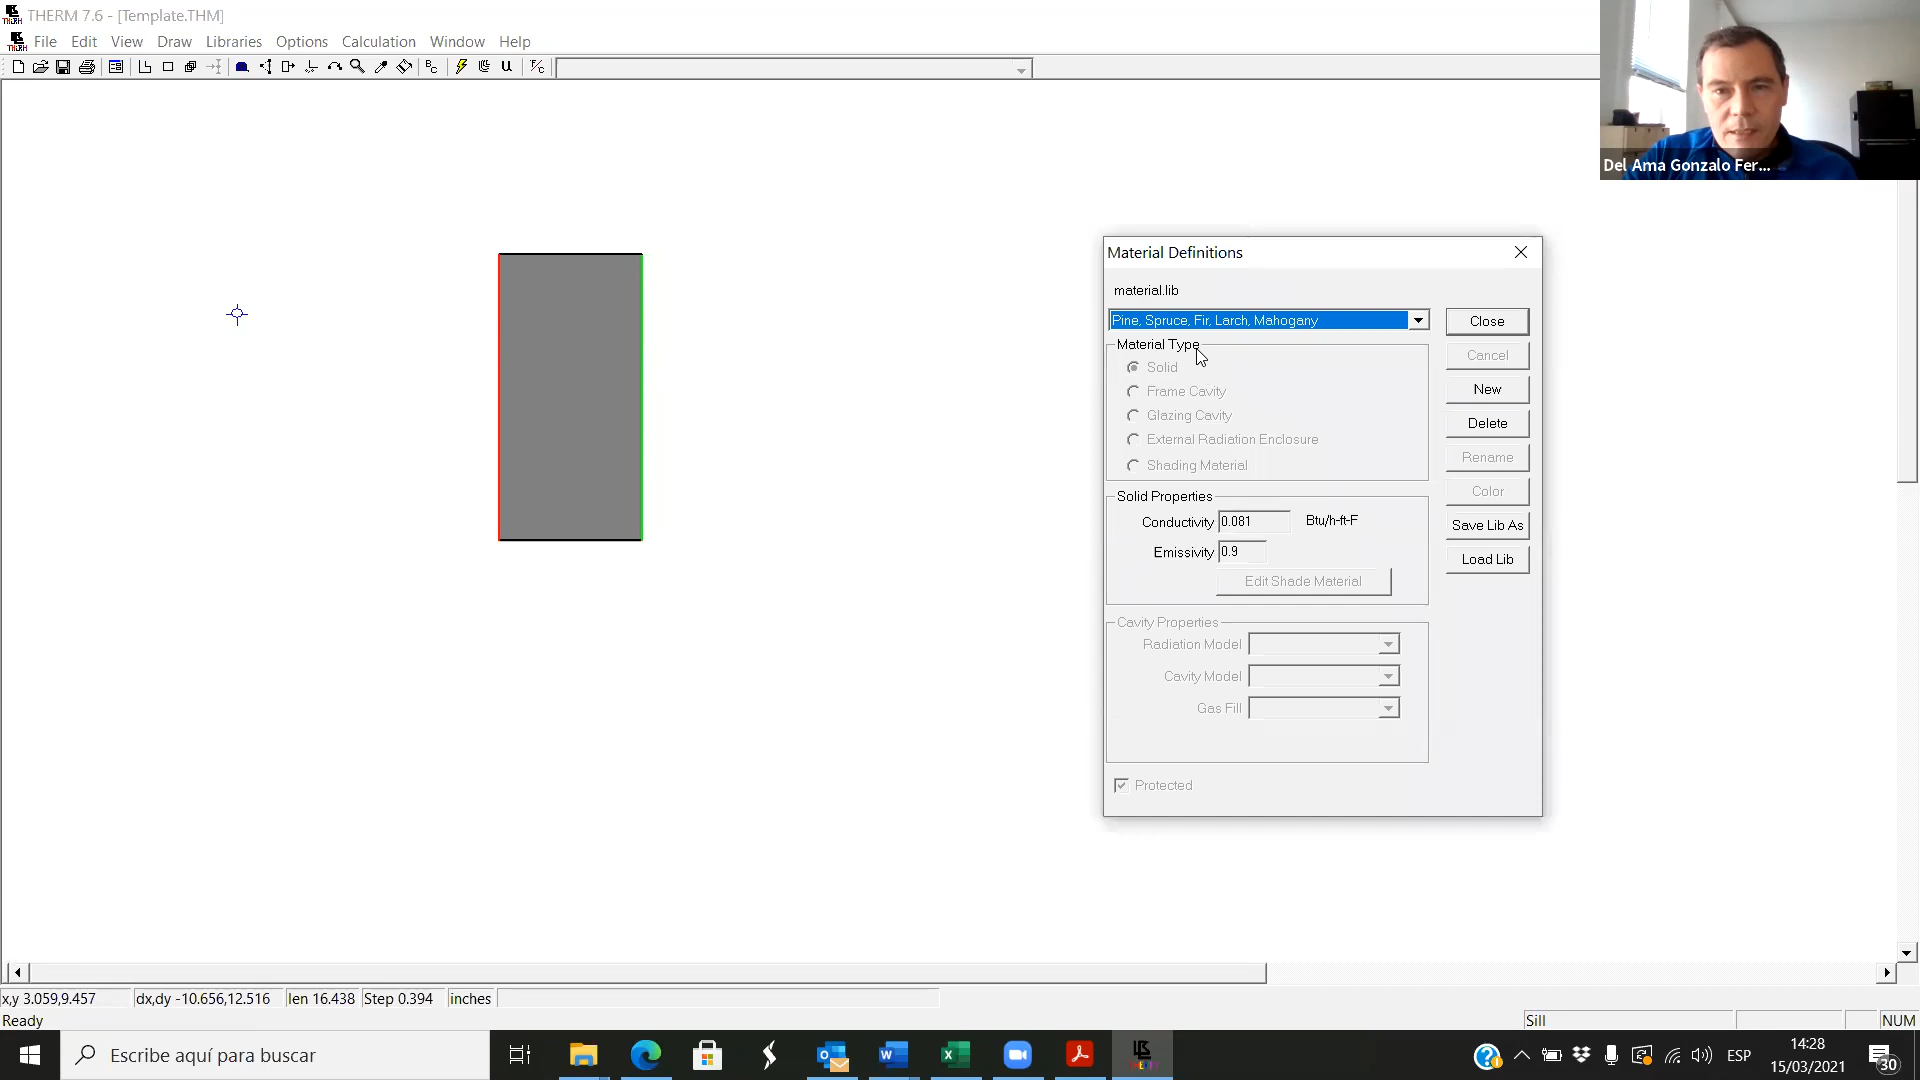 THERM 7.6 - [Template.THM]
File Edit View Draw Libraries Options Calculation Window Help
Del Ama Gonzalo Fer...
Material Definitions
material.lib
Pine, Spruce, Fir, Larch, Mahogany
Close
Material Type
Cancel
Solid
Frame Cavity
New
Glazing Cavity
Delete
External Radiation Enclosure
Rename
Shading Material
Color
Solid Properties
Conductivity 0.081 Btu/h-ft-F
Save Lib As
Emissivity 0.9
Load Lib
Edit Shade Material
Cavity Properties
Radiation Model
Cavity Model
Gas Fill
Protected
x,y 3.059,9.457 dx,dy -10.656,12.516 len 16.438 Step 0.394 inches
Ready Sill NUM
Escribe aquí para buscar
ESP
14:28
15/03/2021
30